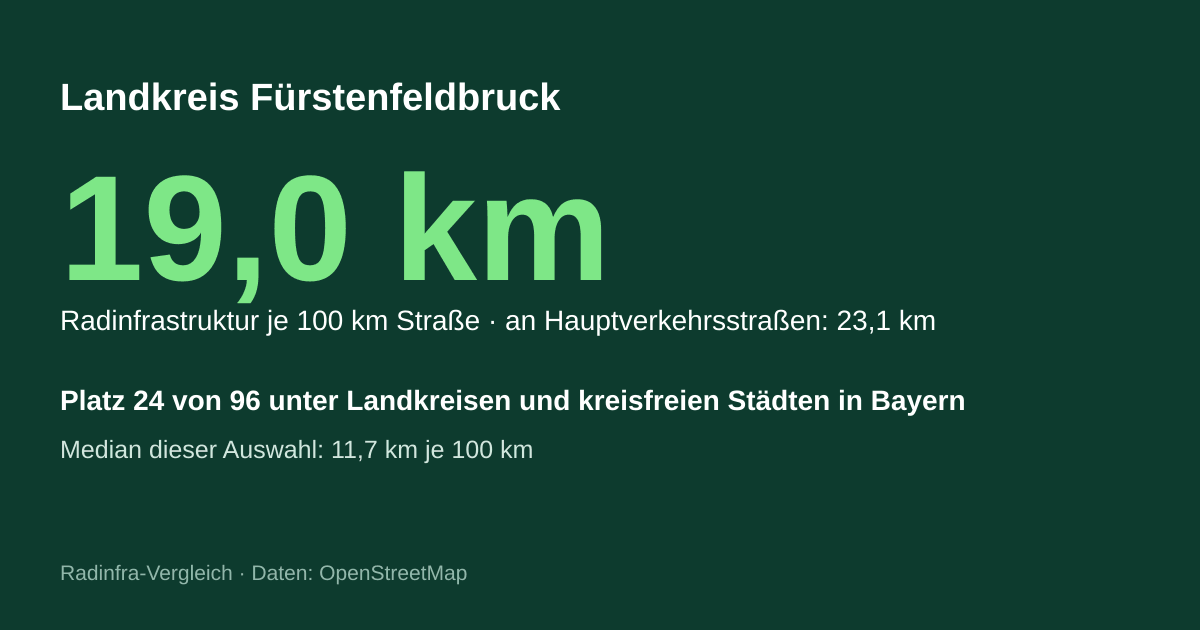 Landkreis Fürstenfeldbruck
19,0 km
Radinfrastruktur je 100 km Straße · an Hauptverkehrsstraßen: 23,1 km
Platz 24 von 96 unter Landkreisen und kreisfreien Städten in Bayern
Median dieser Auswahl: 11,7 km je 100 km
Radinfra-Vergleich · Daten: OpenStreetMap